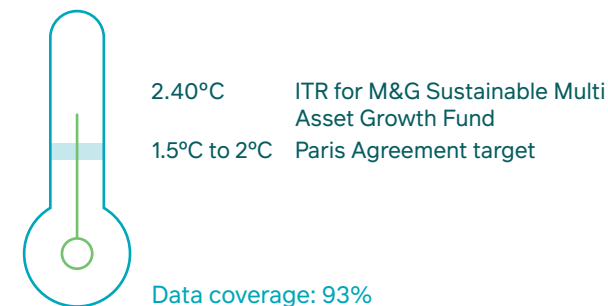 2.40°C ITR for M&G Sustainable Multi
Asset Growth Fund
1.5°C to 2°C Paris Agreement target
Data coverage: 93%